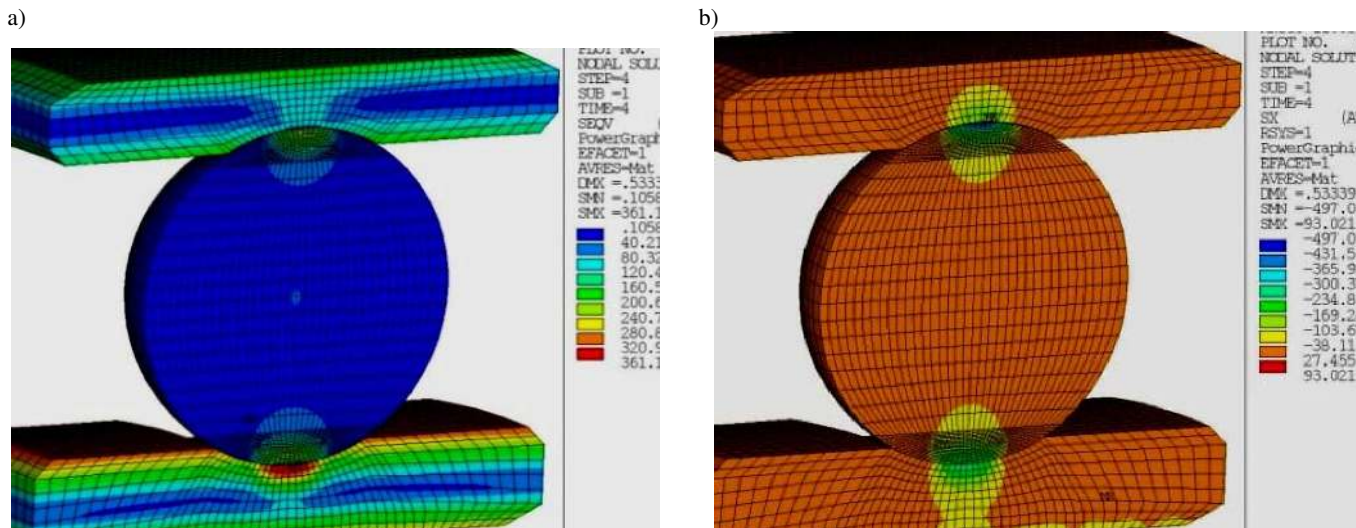 a)
b)
PLOT NO.
NODAL SOLU
STEP=4
SUB =1
TIME=4
SEQV (
PowerGraph
EFACET=1
AVRES=Mat
DMX =.5333
SMN =.1058
SMX =361.1
.1058
40.21
80.32
120.4
160.5
200.6
240.7
280.8
320.9
361.1
PLOT NO.
NODAL SOLUT
STEP=4
SUB =1
TIME=4
SX (A
RSYS=1
PowerGraphi
EFACET=1
AVRES=Mat
DMX =.53339
SMN =-497.0
SMX =93.021
-497.0
-431.5
-365.9
-300.3
-234.8
-169.2
-103.6
-38.11
27.455
93.021